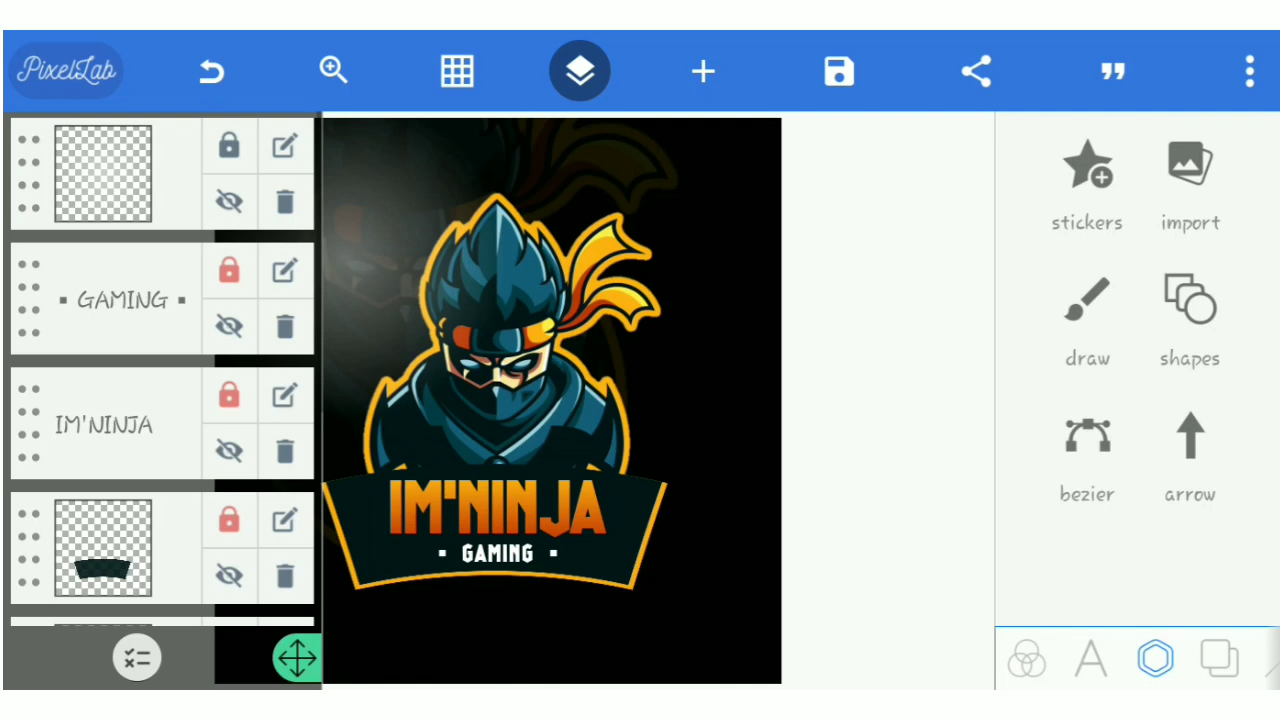 PixelLab
▪ GAMING ▪
IM'NINJA
IM'NINJA
▪ GAMING ▪
stickers
import
draw
shapes
bezier
arrow
A